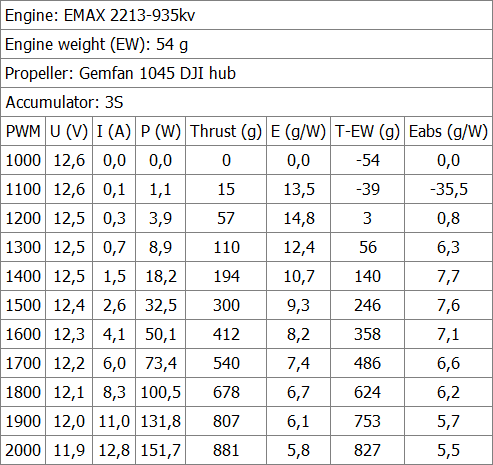 Engine: EMAX 2213-935kv
Engine weight (EW): 54 g
Propeller: Gemfan 1045 DJI hub
Accumulator: 3S
PWM U (V) I (A) P (W) Thrust (g) E (g/W) T-EW (g) Eabs (g/W)
1000 12,6 0,0 0,0 0 0,0 -54 0,0
1100 12,6 0,1 1,1 15 13,5 -39 -35,5
1200 12,5 0,3 3,9 57 14,8 3 0,8
1300 12,5 0,7 8,9 110 12,4 56 6,3
1400 12,5 1,5 18,2 194 10,7 140 7,7
1500 12,4 2,6 32,5 300 9,3 246 7,6
1600 12,3 4,1 50,1 412 8,2 358 7,1
1700 12,2 6,0 73,4 540 7,4 486 6,6
1800 12,1 8,3 100,5 678 6,7 624 6,2
1900 12,0 11,0 131,8 807 6,1 753 5,7
2000 11,9 12,8 151,7 881 5,8 827 5,5